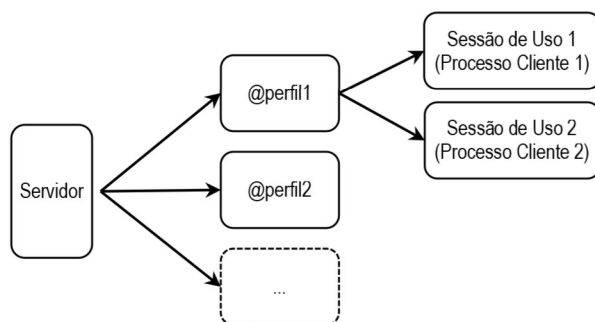 Servidor
@perfil1
@perfil2
...
Sessão de Uso 1
(Processo Cliente 1)
Sessão de Uso 2
(Processo Cliente 2)